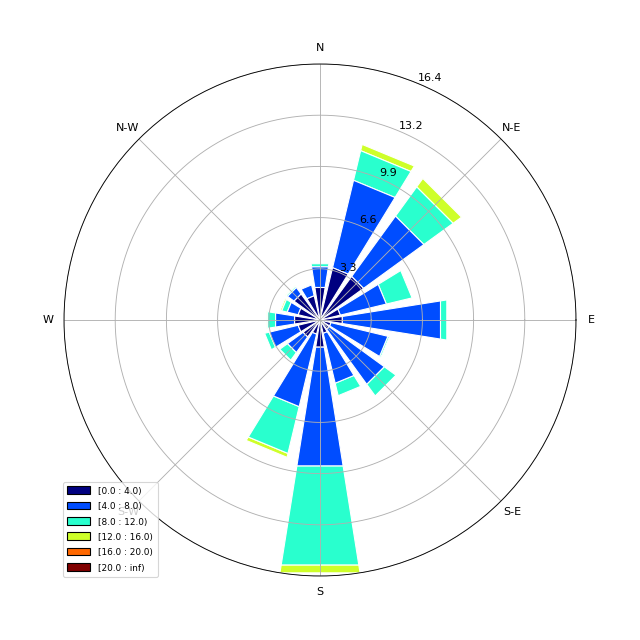 N
16.4
N-W
13.2
N-E
9.9
6.6
3.3
W
E
[0.0 : 4.0)
[4.0 : 8.0)
S-W
S-E
[8.0 : 12.0)
[12.0 : 16.0)
[16.0 : 20.0)
[20.0 : inf)
S